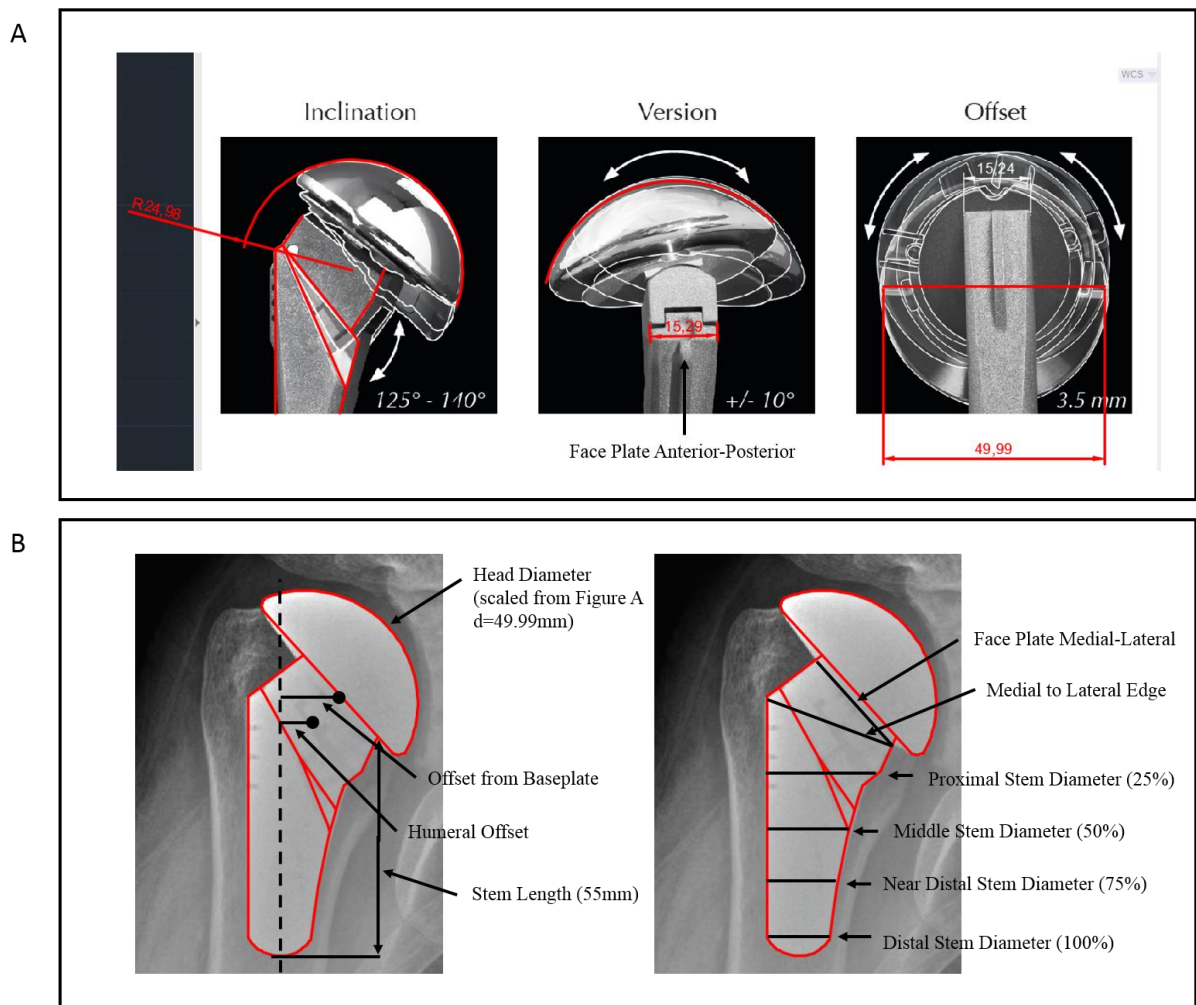 A
WCS
Inclination
Version
Offset
R24,98
15,24
15,29
125° - 140°
+/- 10°
3.5 mm
Face Plate Anterior-Posterior
49,99
B
Head Diameter
(scaled from Figure A
d=49.99mm)
Offset from Baseplate
Humeral Offset
Stem Length (55mm)
Face Plate Medial-Lateral
Medial to Lateral Edge
Proximal Stem Diameter (25%)
Middle Stem Diameter (50%)
Near Distal Stem Diameter (75%)
Distal Stem Diameter (100%)